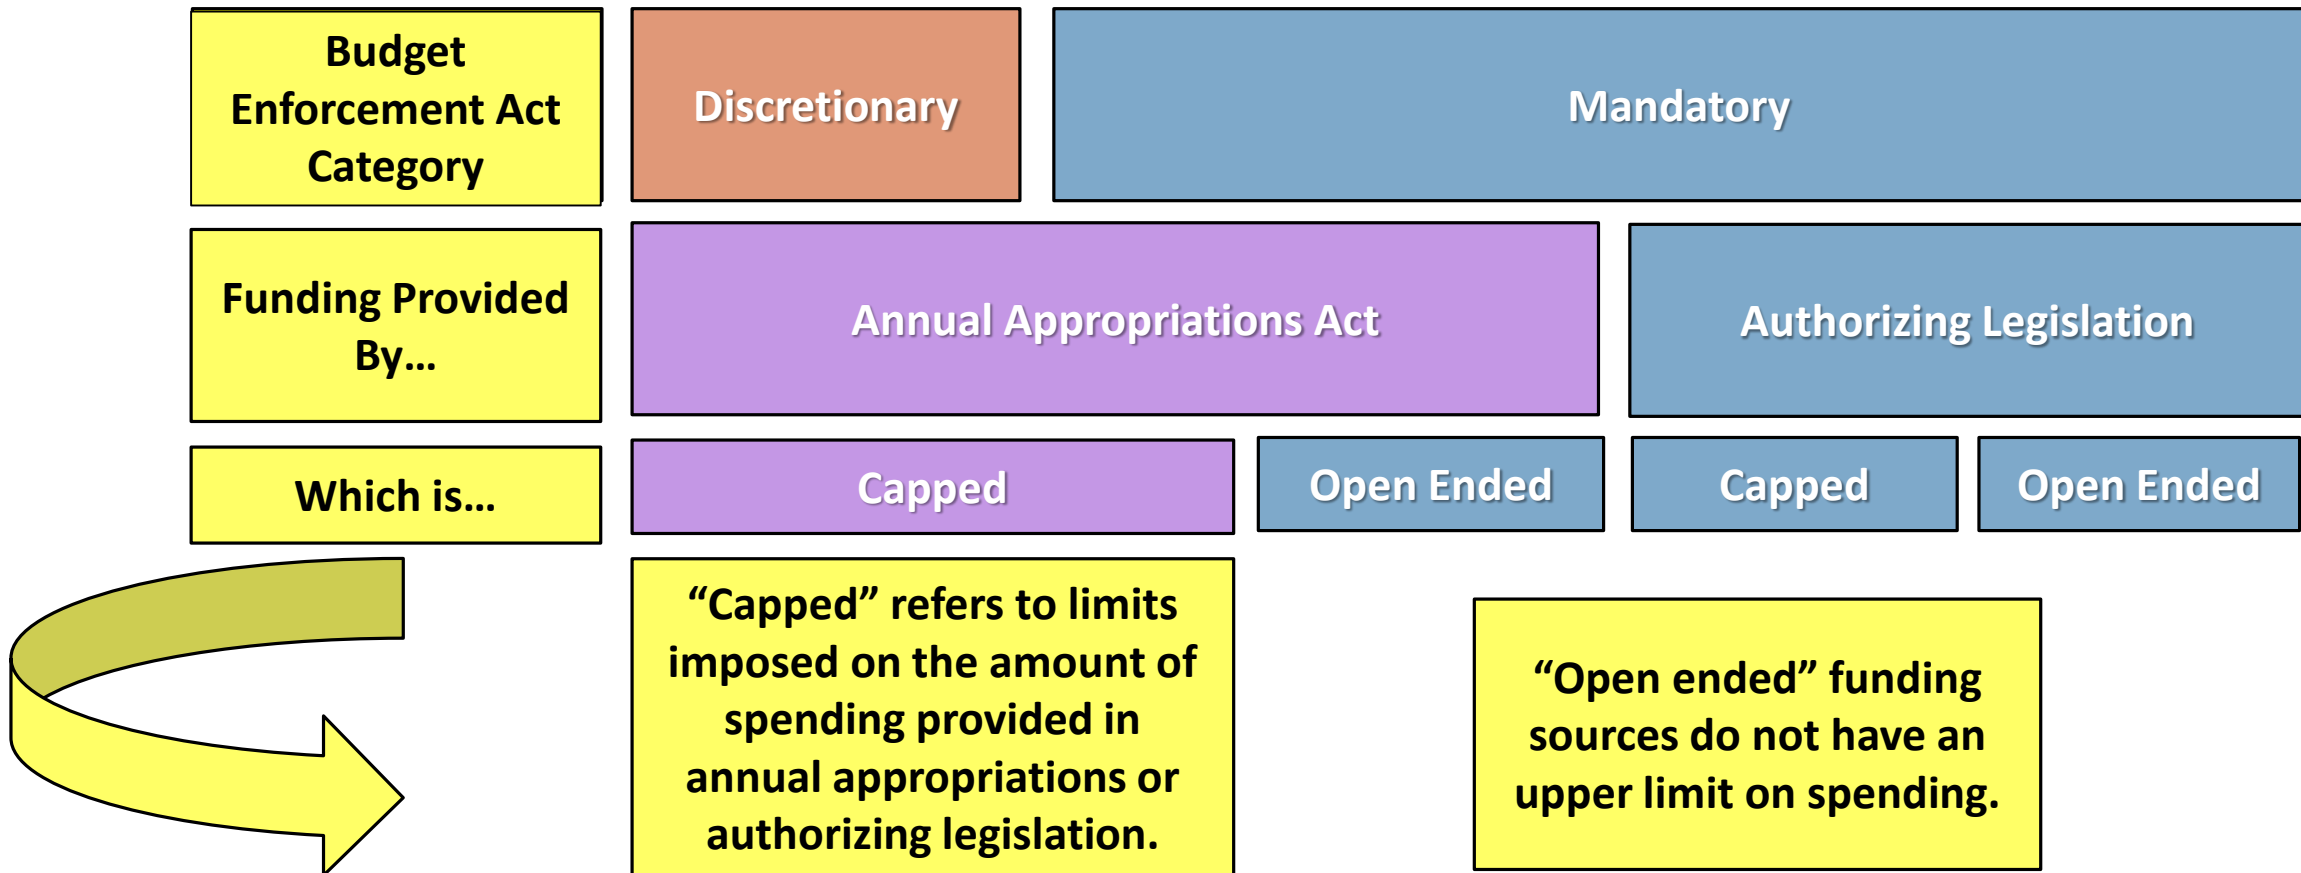 Budget
Enforcement Act
Category
Discretionary
Mandatory
Funding Provided
By…
Annual Appropriations Act
Authorizing Legislation
Which is…
Capped
Open Ended
Capped
Open Ended
“Capped” refers to limits
imposed on the amount of
spending provided in
annual appropriations or
authorizing legislation.
“Open ended” funding
sources do not have an
upper limit on spending.